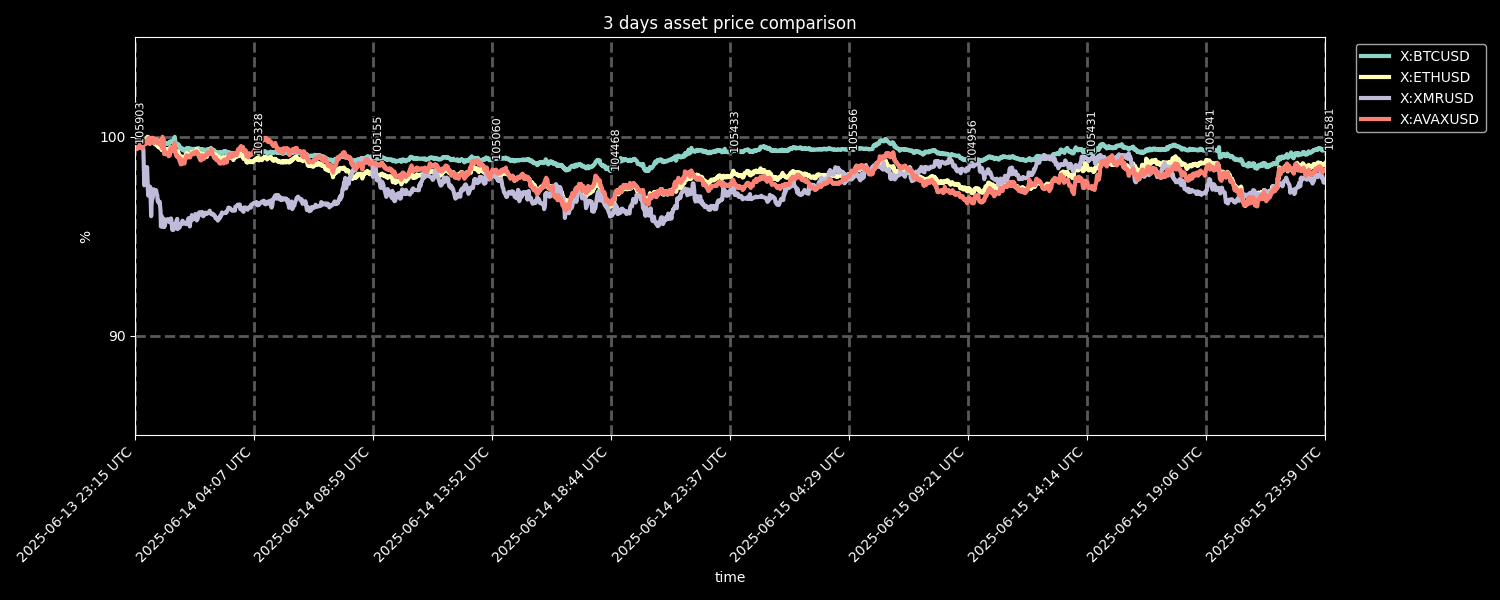 3 days asset price comparison
X:BTCUSD
X:ETHUSD
X:XMRUSD
X:AVAXUSD
100
90
%
105903
105328
105155
105060
104468
105433
105566
104956
105431
105541
105581
2025-06-13 23:15 UTC
2025-06-14 04:07 UTC
2025-06-14 08:59 UTC
2025-06-14 13:52 UTC
2025-06-14 18:44 UTC
2025-06-14 23:37 UTC
2025-06-15 04:29 UTC
2025-06-15 09:21 UTC
2025-06-15 14:14 UTC
2025-06-15 19:06 UTC
2025-06-15 23:59 UTC
time